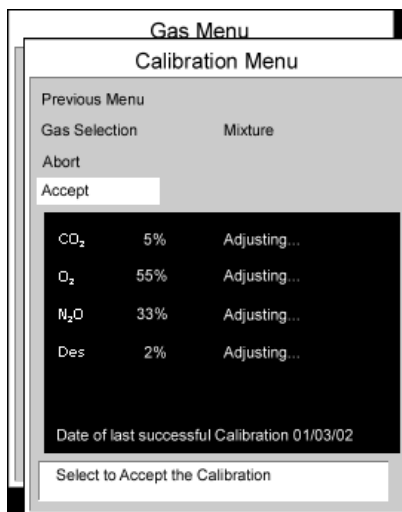 Gas Menu
Calibration Menu
Previous Menu
Gas Selection Mixture
Abort
Accept
CO₂ 5% Adjusting...
O₂ 55% Adjusting...
N₂O 33% Adjusting...
Des 2% Adjusting...
Date of last successful Calibration 01/03/02
Select to Accept the Calibration